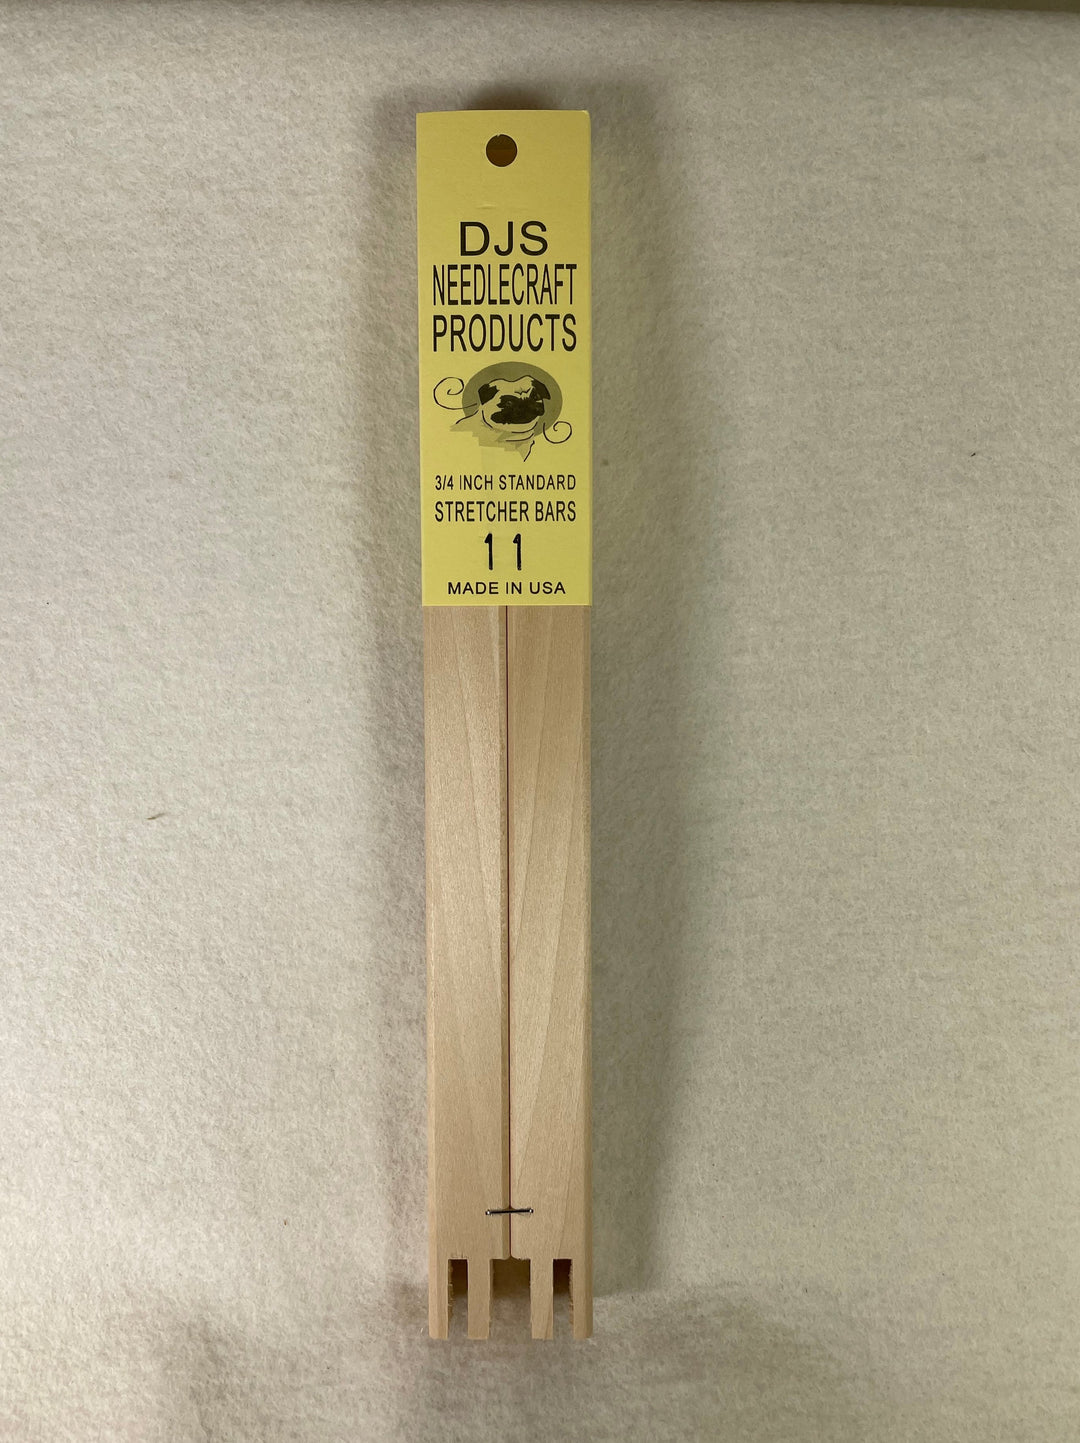 DJS
NEEDLECRAFT
PRODUCTS
3/4 INCH STANDARD
STRETCHER BARS
11
MADE IN USA